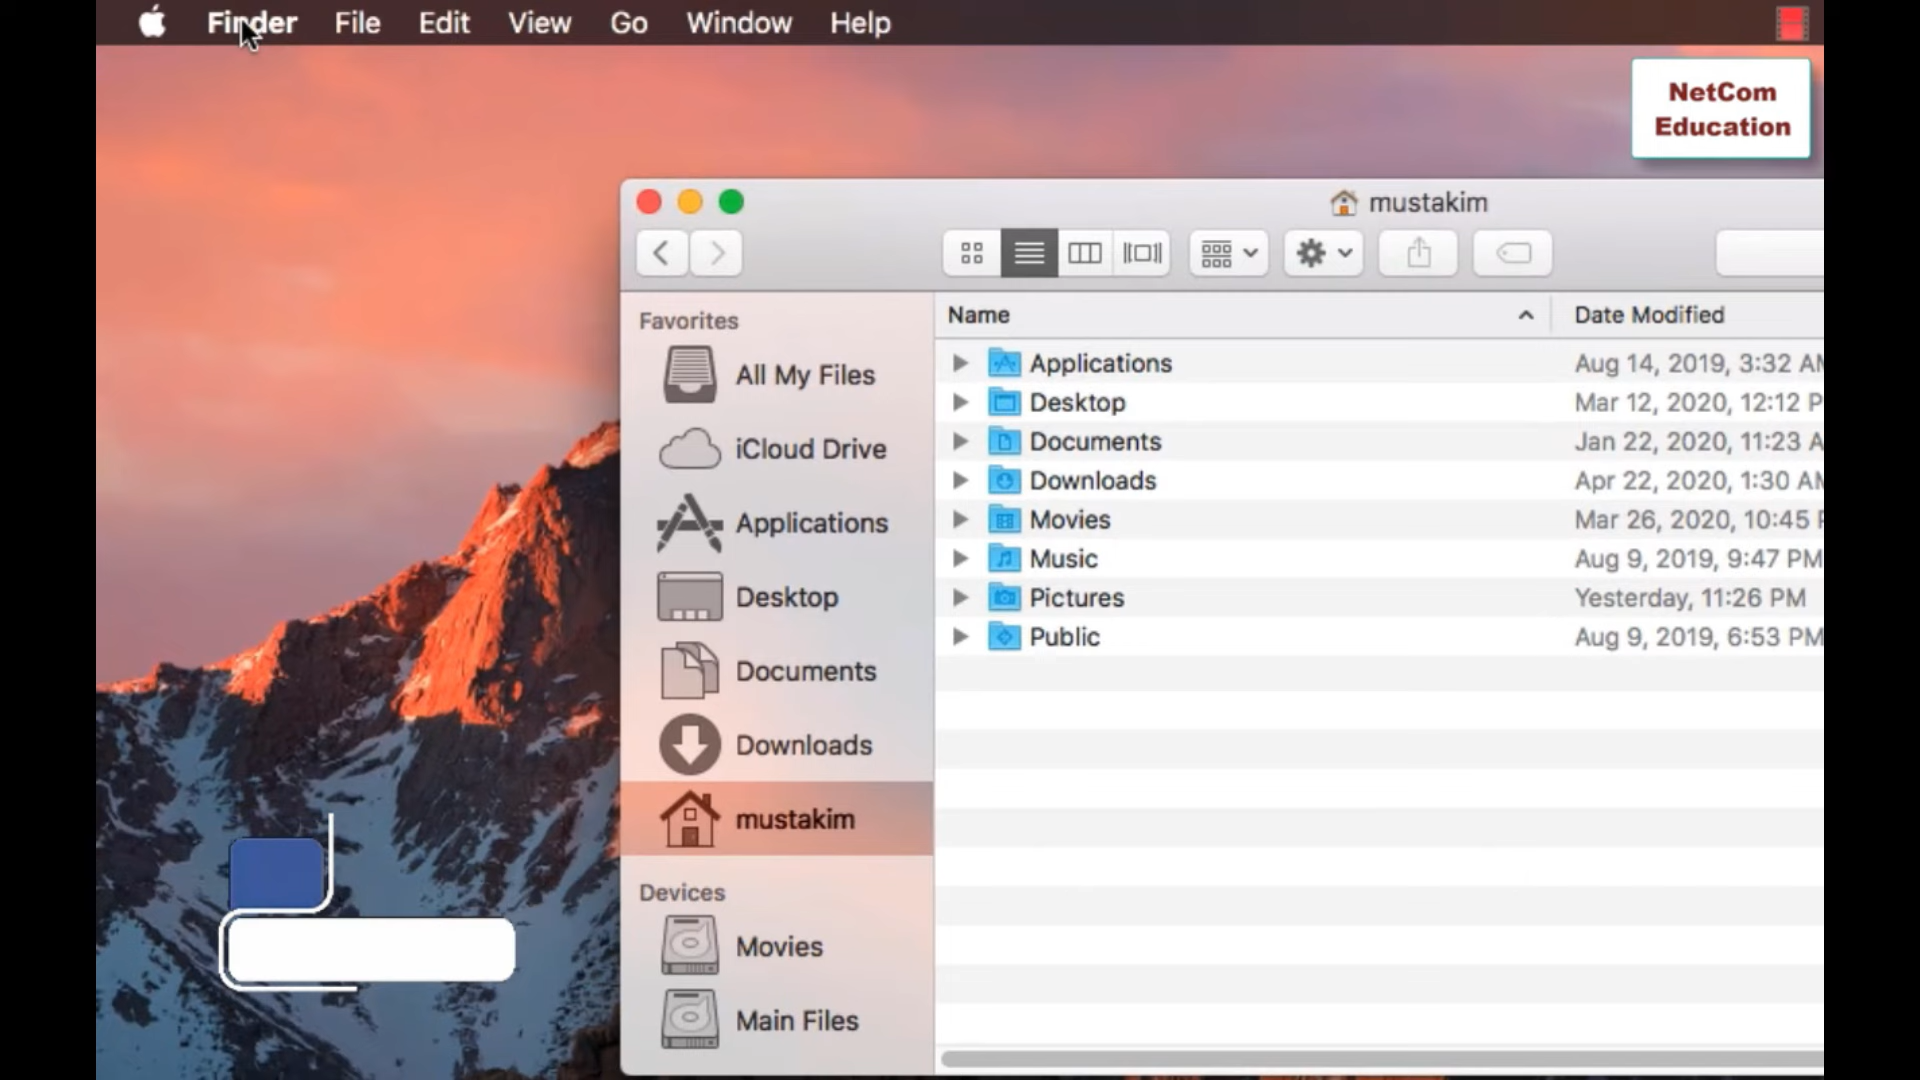 Finder File Edit View Go Window Help
NetCom
Education
mustakim
Favorites
All My Files
iCloud Drive
Applications
Desktop
Documents
Downloads
mustakim
Devices
Movies
Main Files
Name Date Modified
Applications Aug 14, 2019, 3:32 AM
Desktop Mar 12, 2020, 12:12 P
Documents Jan 22, 2020, 11:23 A
Downloads Apr 22, 2020, 1:30 AM
Movies Mar 26, 2020, 10:45 P
Music Aug 9, 2019, 9:47 PM
Pictures Yesterday, 11:26 PM
Public Aug 9, 2019, 6:53 PM